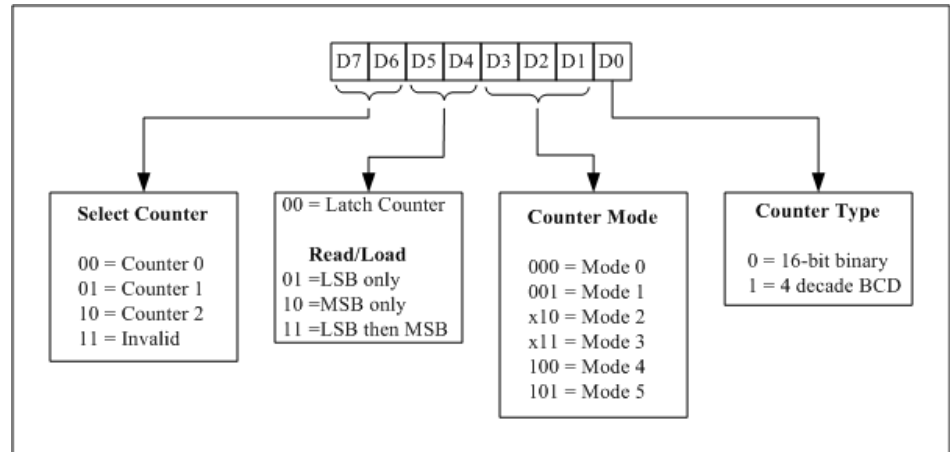 D7 D6 D5 D4 D3 D2 D1 D0
Select Counter
00 = Counter 0
01 = Counter 1
10 = Counter 2
11 = Invalid
00 = Latch Counter
Read/Load
01 =LSB only
10 =MSB only
11 =LSB then MSB
Counter Mode
000 = Mode 0
001 = Mode 1
x10 = Mode 2
x11 = Mode 3
100 = Mode 4
101 = Mode 5
Counter Type
0 = 16-bit binary
1 = 4 decade BCD